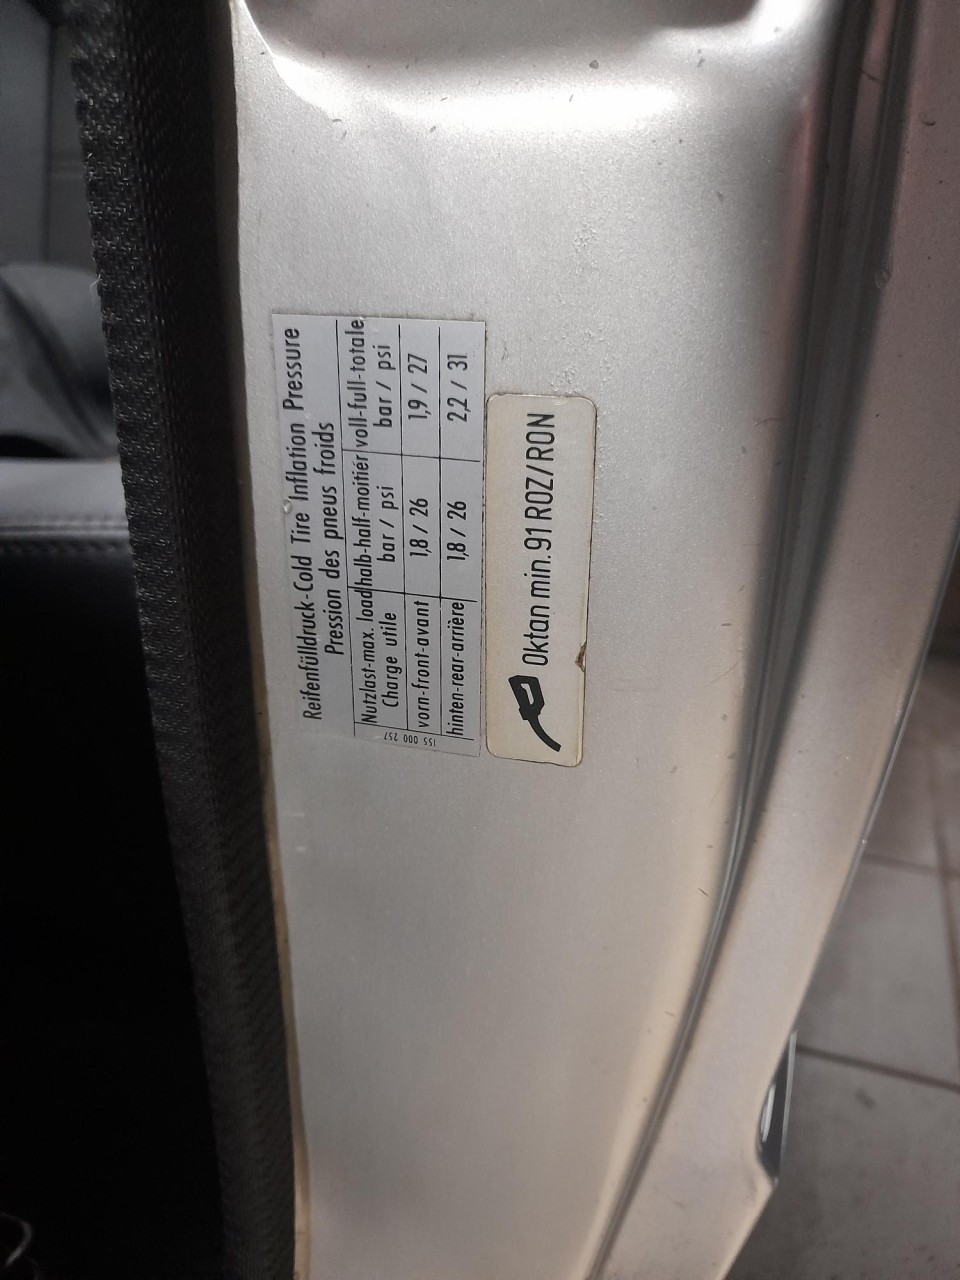 Reifenfülldruck-Cold Tire Inflation Pressure
Pression des pneus froids
Nutzlast-max. load halb-half-moitiér voll-full-totale
Charge utile bar / psi bar / psi
vorn-front-avant 1,8 / 26 1,9 / 27
hinten-rear-arrière 1,8 / 26 2,2 / 31
155 000 257
Oktan min.91 ROZ/RON